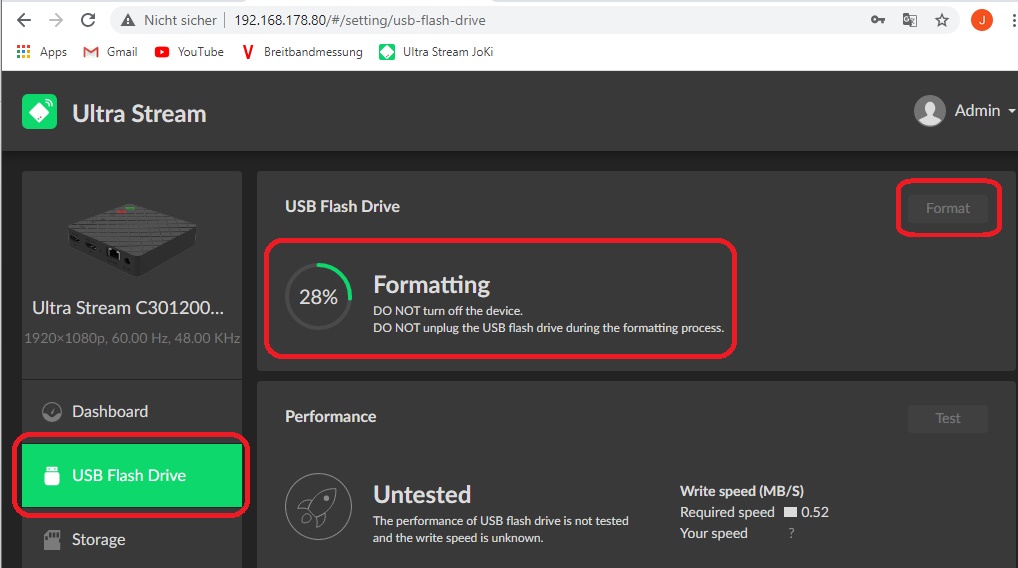 Nicht sicher 192.168.178.80/#/setting/usb-flash-drive
J
Apps Gmail YouTube Breitbandmessung Ultra Stream JoKi
Ultra Stream
Admin
USB Flash Drive
Format
28%
Formatting
DO NOT turn off the device.
DO NOT unplug the USB flash drive during the formatting process.
Ultra Stream C301200...
1920×1080p, 60.00 Hz, 48.00 KHz
Dashboard
USB Flash Drive
Storage
Performance
Test
Untested
The performance of USB flash drive is not tested
and the write speed is unknown.
Write speed (MB/S)
Required speed 0.52
Your speed ?